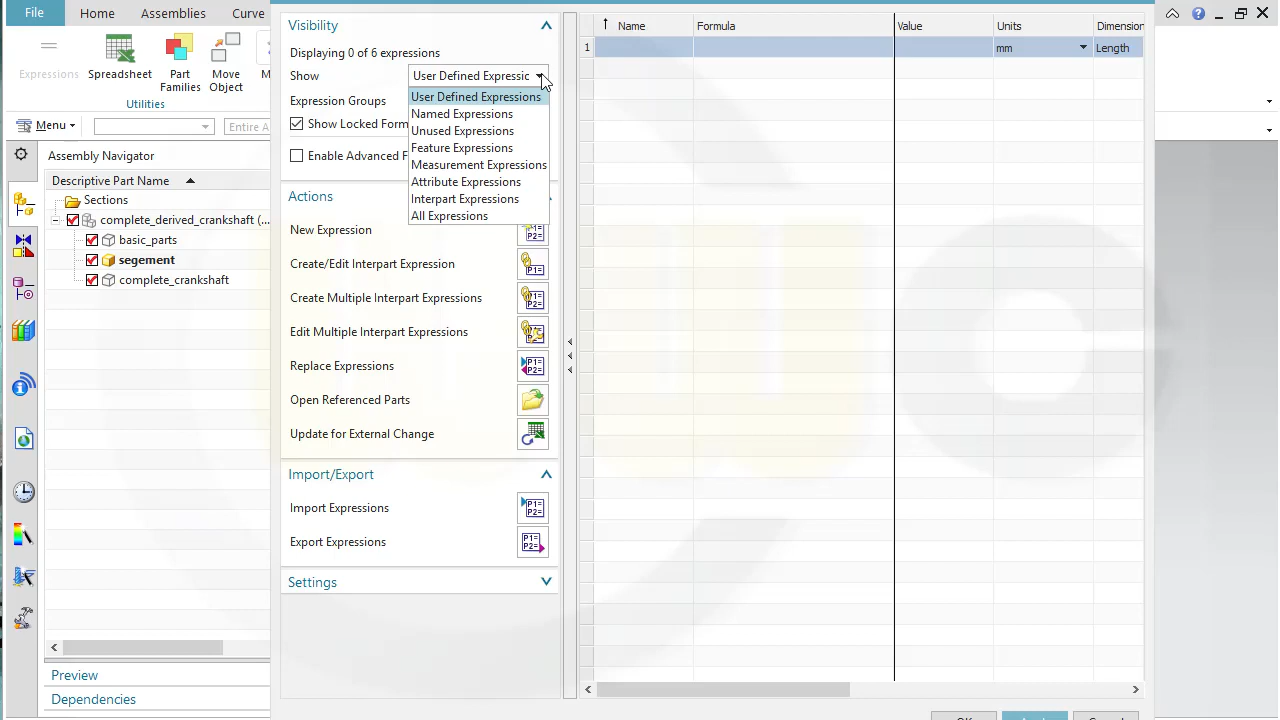 File
Home
Assemblies
Curve
Expressions
Spreadsheet
Part
Families
Move
Object
M
Utilities
Menu
Entire A
Assembly Navigator
Descriptive Part Name
Sections
complete_derived_crankshaft (...
basic_parts
segement
complete_crankshaft
Preview
Dependencies
Visibility
Displaying 0 of 6 expressions
Show
User Defined Expressic
Expression Groups
Show Locked Form
Enable Advanced F
User Defined Expressions
Named Expressions
Unused Expressions
Feature Expressions
Measurement Expressions
Attribute Expressions
Interpart Expressions
All Expressions
Actions
New Expression
Create/Edit Interpart Expression
Create Multiple Interpart Expressions
Edit Multiple Interpart Expressions
Replace Expressions
Open Referenced Parts
Update for External Change
Import/Export
Import Expressions
Export Expressions
Settings
Name Formula Value Units Dimension
1 mm Length